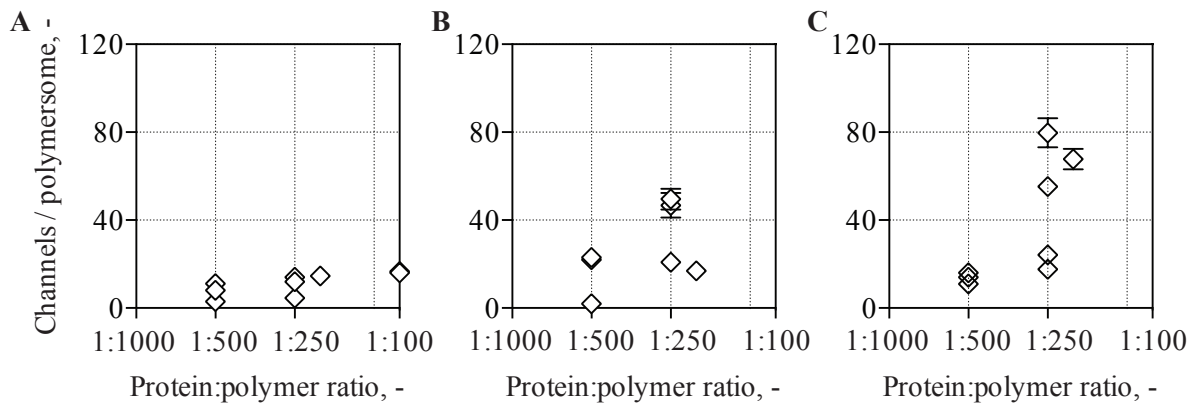 A B C
Channels / polymersome, -
120 120 120
80 80 80
40 40 40
0 0 0
1:1000 1:500 1:250 1:100 1:1000 1:500 1:250 1:100 1:1000 1:500 1:250 1:100
Protein:polymer ratio, - Protein:polymer ratio, - Protein:polymer ratio, -